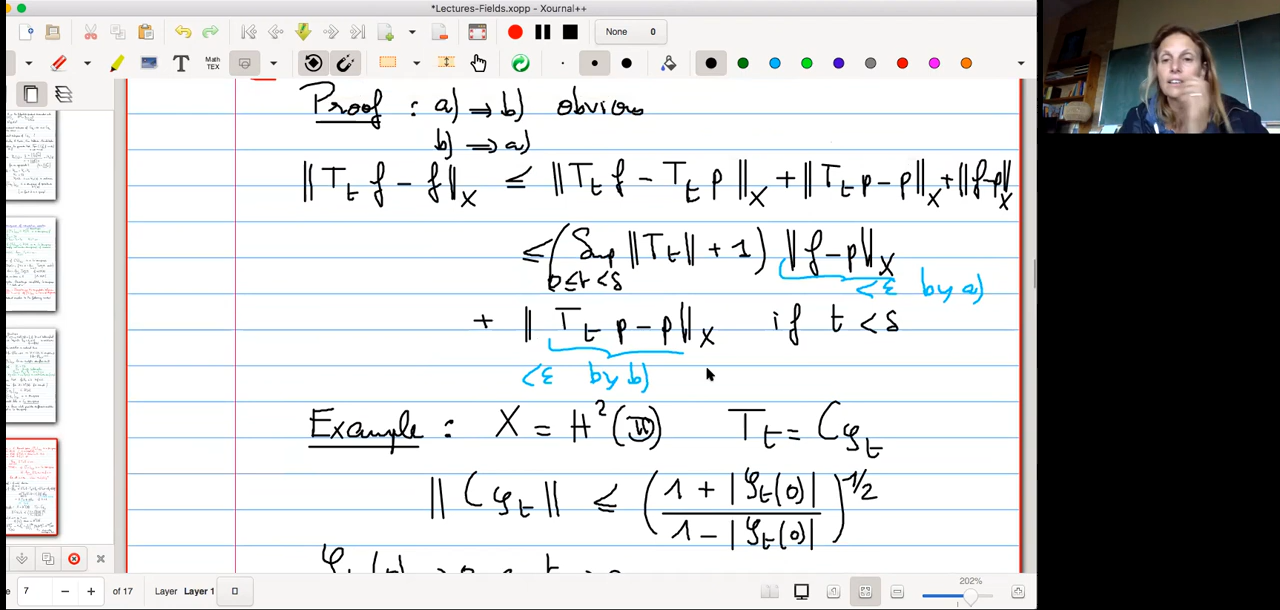 *Lectures-Fields.xopp — Xournal++
None 0
T Math TEX
Proof : a) ⇒ b) obvious
b) ⇒ a)
‖T_t f − f‖_X ≤ ‖T_t f − T_t p‖_X + ‖T_t p − p‖_X + ‖f−p‖_X
≤ (Sup_{0≤t<δ} ‖T_t‖ + 1) ‖f − p‖_X
<ε by a)
+ ‖T_t p − p‖_X if t < δ
<ε by b)
Example : X = H²(𝔻) T_t = C_{φ_t}
‖C_{φ_t}‖ ≤ ((1 + |φ_t(0)|)/(1 − |φ_t(0)|))^{1/2}
7 of 17 Layer Layer 1 202%